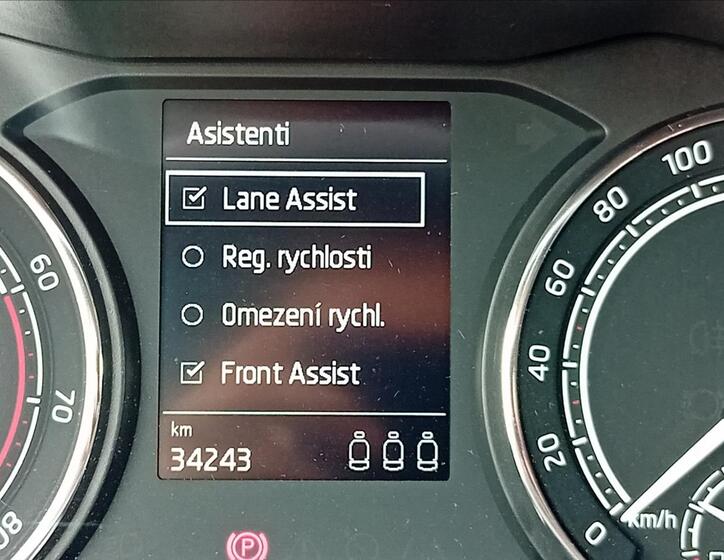 Asistenti
Lane Assist
Reg. rychlosti
Omezení rychl.
Front Assist
km
34243
60
70
80
100
80
60
40
20
0
km/h
P